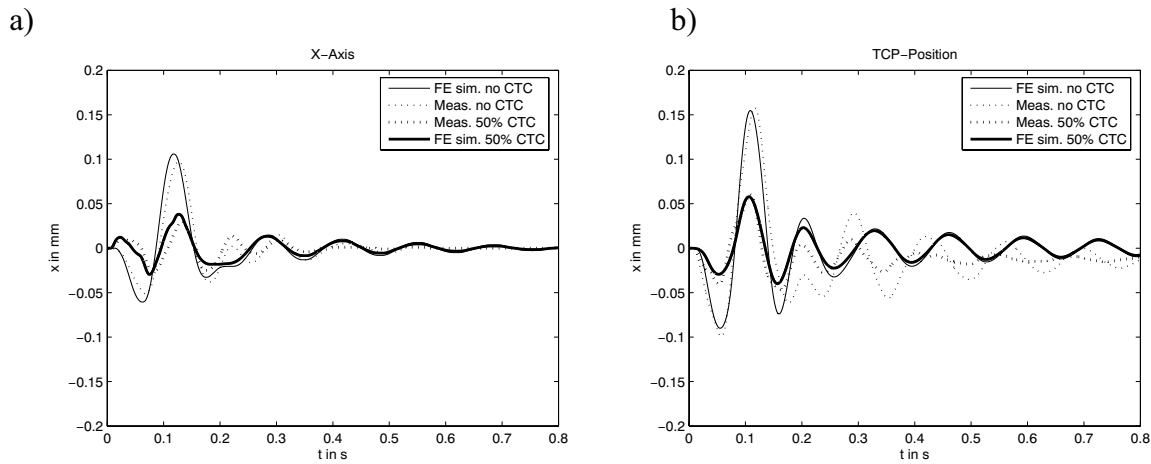 a)
X-Axis
0.2
0.15
0.1
0.05
0
-0.05
-0.1
-0.15
-0.2
x in mm
0 0.1 0.2 0.3 0.4 0.5 0.6 0.7 0.8
t in s
FE sim. no CTC
Meas. no CTC
Meas. 50% CTC
FE sim. 50% CTC
b)
TCP-Position
0.2
0.15
0.1
0.05
0
-0.05
-0.1
-0.15
-0.2
x in mm
0 0.1 0.2 0.3 0.4 0.5 0.6 0.7 0.8
t in s
FE sim. no CTC
Meas. no CTC
Meas. 50% CTC
FE sim. 50% CTC